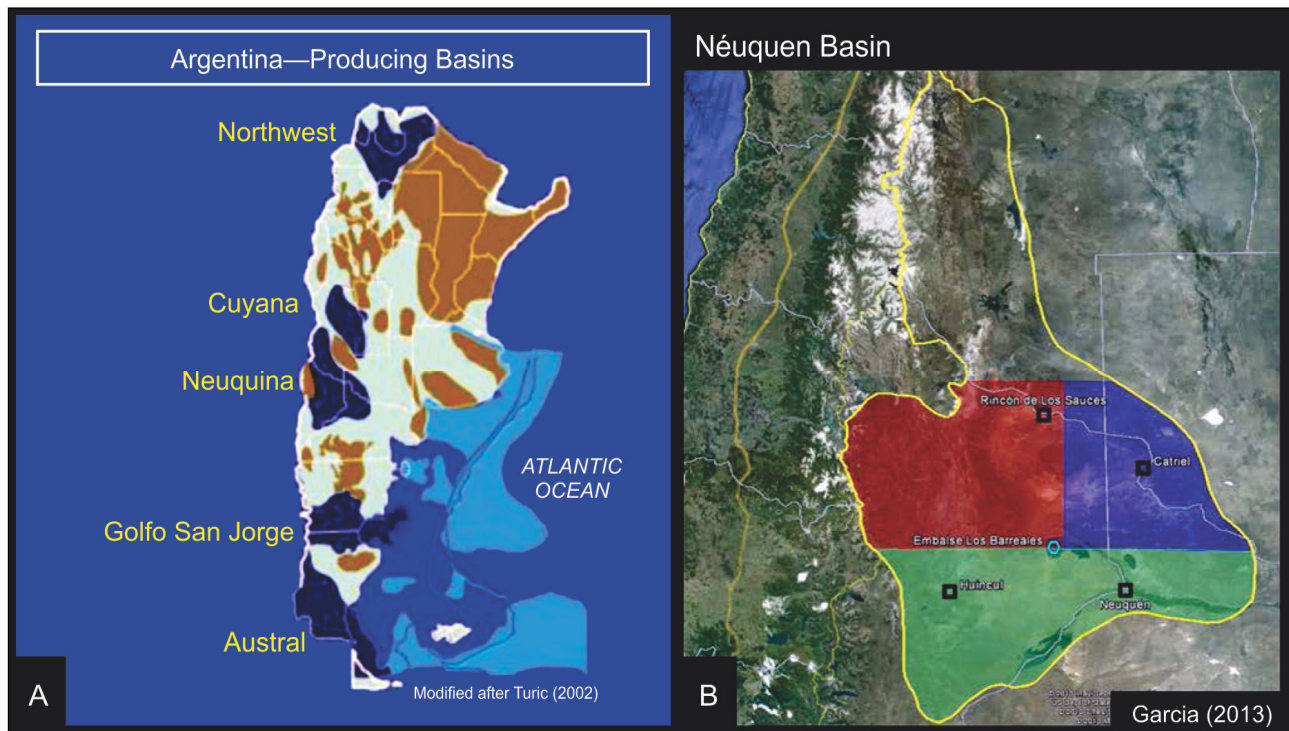 Argentina—Producing Basins
Northwest
Cuyana
Neuquina
Golfo San Jorge
Austral
ATLANTIC
OCEAN
Modified after Turic (2002)
A
Néuquen Basin
Rincón de Los Sauces
Catriel
Embalse Los Barreales
Huincul
Neuquén
B
Garcia (2013)